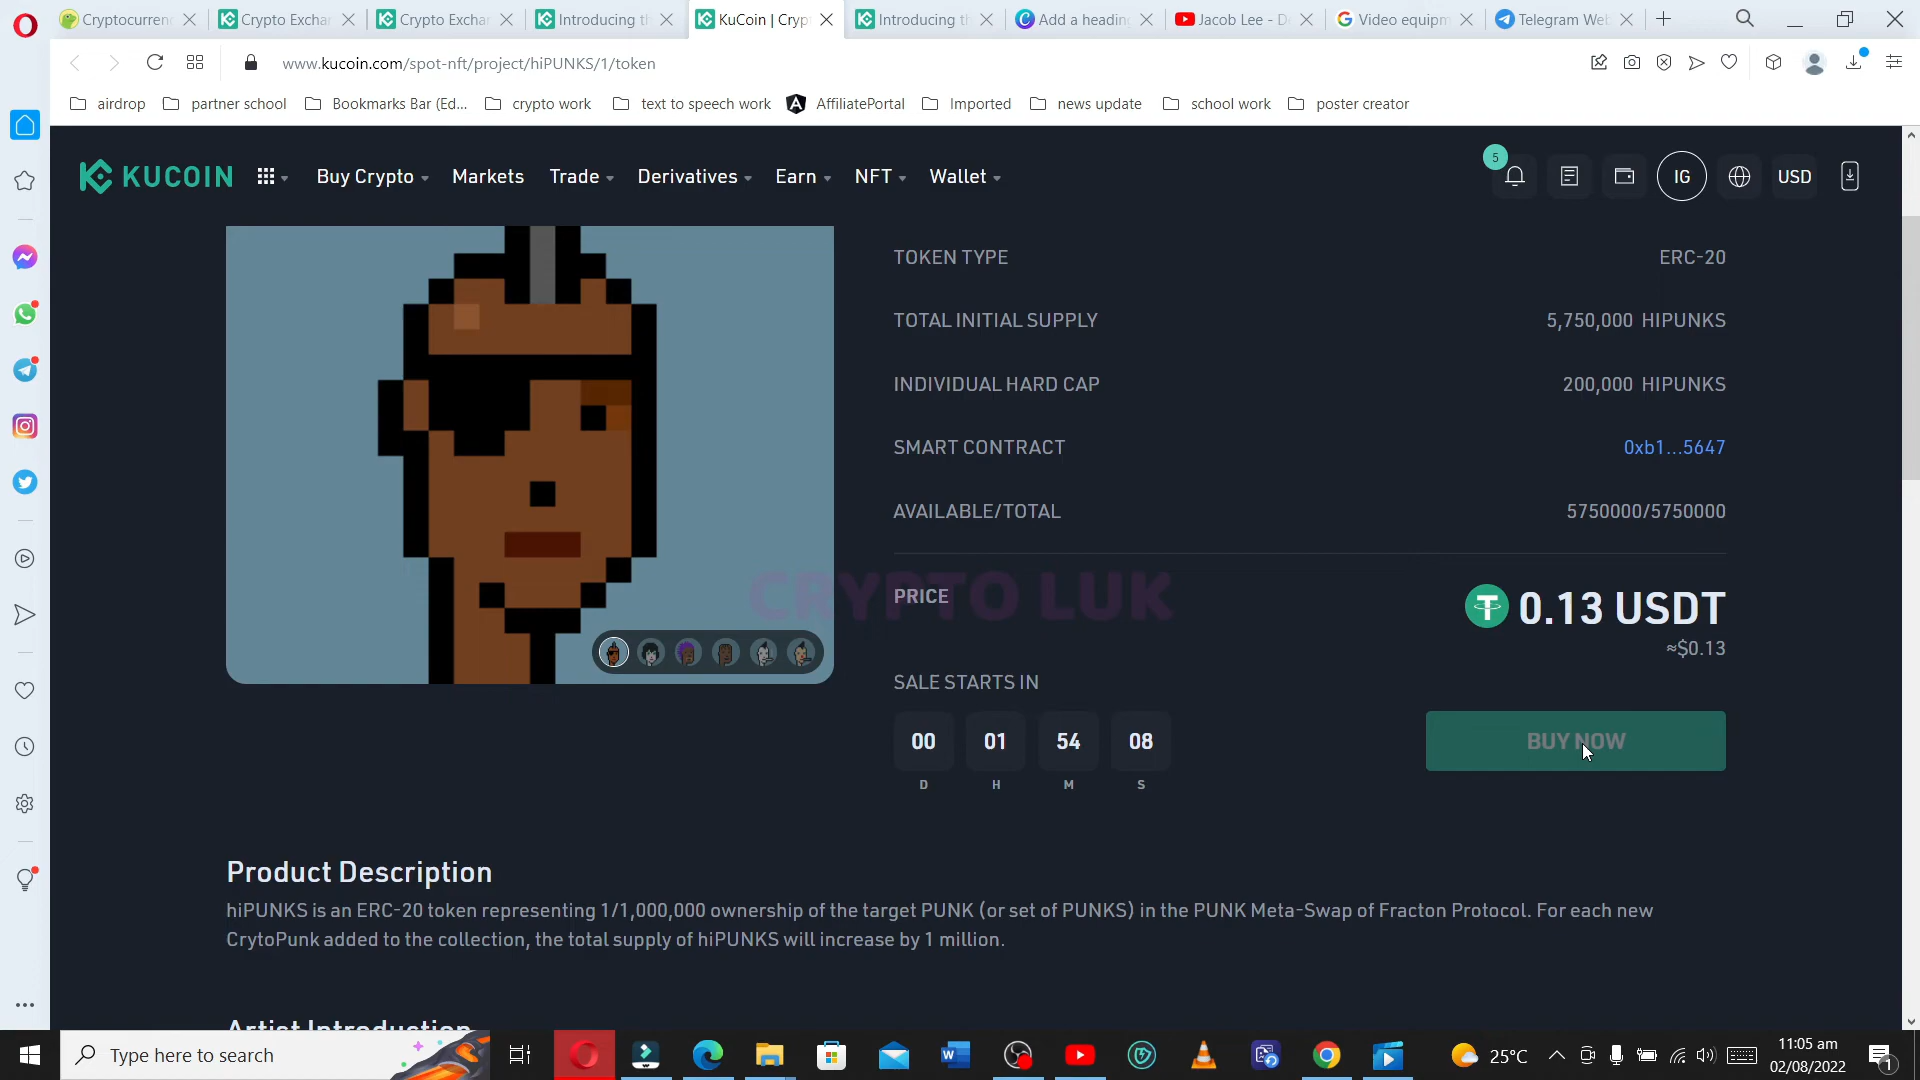 Cryptocurren
Crypto Exchar
Crypto Exchar
Introducing th
KuCoin | Cryp
Introducing th
Add a heading
Jacob Lee - D
Video equipm
Telegram Web
www.kucoin.com/spot-nft/project/hiPUNKS/1/token
airdrop
partner school
Bookmarks Bar (Ed...
crypto work
text to speech work
AffiliatePortal
Imported
news update
school work
poster creator
KUCOIN
Buy Crypto
Markets
Trade
Derivatives
Earn
NFT
Wallet
5
IG
USD
TOKEN TYPE
ERC-20
TOTAL INITIAL SUPPLY
5,750,000 HIPUNKS
INDIVIDUAL HARD CAP
200,000 HIPUNKS
SMART CONTRACT
0xb1...5647
AVAILABLE/TOTAL
5750000/5750000
CRYPTO LUK
PRICE
0.13 USDT
≈$0.13
SALE STARTS IN
00
01
54
08
D
H
M
S
BUY NOW
Product Description
hiPUNKS is an ERC-20 token representing 1/1,000,000 ownership of the target PUNK (or set of PUNKS) in the PUNK Meta-Swap of Fracton Protocol. For each new
CrytoPunk added to the collection, the total supply of hiPUNKS will increase by 1 million.
Artist Introduction
Type here to search
25°C
11:05 am
02/08/2022
1